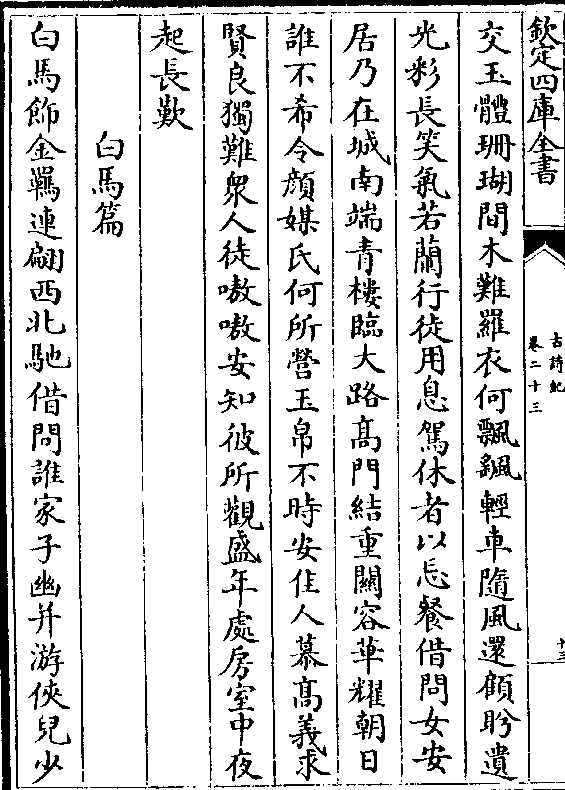 欽定四庫全書
古詩紀
卷二十三
十三
交玉體珊瑚間木難羅衣何飄颻輕車隨風還顧盻遺
光彩長笑氣若蘭行徒用息駕休者以忘餐借問女安
居乃在城南端青樓臨大路髙門結重關容華耀朝日
誰不希令顔媒氏何所營玉帛不時安佳人慕髙義求
賢良獨難衆人徒嗷嗷安知彼所觀盛年處房室中夜
起長歎
白馬篇
白馬飾金羈連翩西北馳借問誰家子幽并游俠兒少